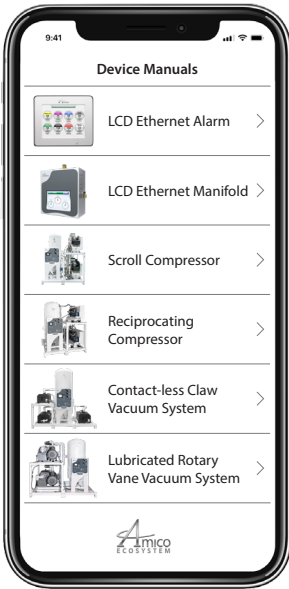 9:41
Device Manuals
LCD Ethernet Alarm
LCD Ethernet Manifold
Scroll Compressor
Reciprocating
Compressor
Contact-less Claw
Vacuum System
Lubricated Rotary
Vane Vacuum System
Amico
ECOSYSTEM